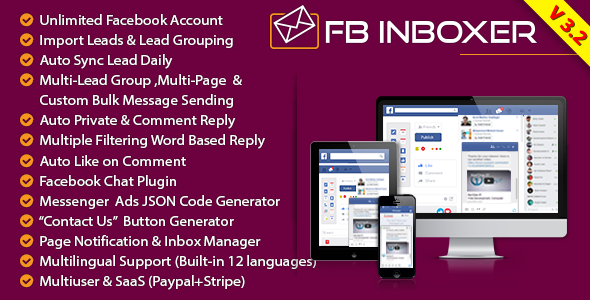 Unlimited Facebook Account
Import Leads & Lead Grouping
Auto Sync Lead Daily
Multi-Lead Group ,Multi-Page &
Custom Bulk Message Sending
Auto Private & Comment Reply
Multiple Filtering Word Based Reply
Auto Like on Comment
Facebook Chat Plugin
Messenger Ads JSON Code Generator
“Contact Us” Button Generator
Page Notification & Inbox Manager
Multilingual Support (Built-in 12 languages)
Multiuser & SaaS (Paypal+Stripe)
FB INBOXER
V 3.2
Publish
Like
Comment